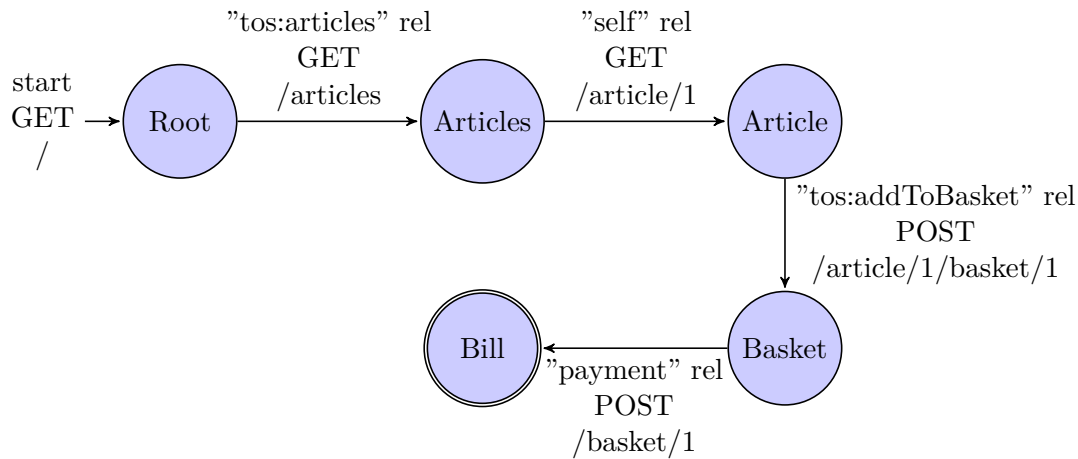 start
GET
/
Root
”tos:articles” rel
GET
/articles
Articles
”self” rel
GET
/article/1
Article
”tos:addToBasket” rel
POST
/article/1/basket/1
Basket
”payment” rel
POST
/basket/1
Bill